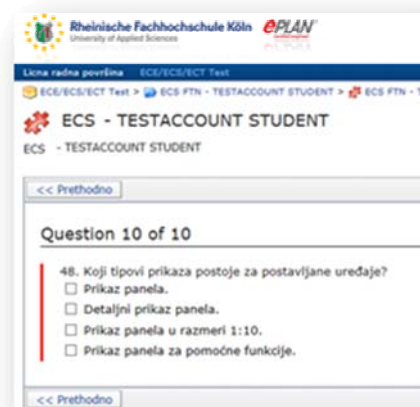 Rheinische Fachhochschule Köln
University of Applied Sciences
ePLAN
Licna radna površina ECE/ECS/ECT Test
ECE/ECS/ECT Test > ECS FTN - TESTACCOUNT STUDENT > ECS FTN - T
ECS - TESTACCOUNT STUDENT
ECS - TESTACCOUNT STUDENT
<< Prethodno
Question 10 of 10
48. Koji tipovi prikaza postoje za postavljane uređaje?
Prikaz panela.
Detaljni prikaz panela.
Prikaz panela u razmeri 1:10.
Prikaz panela za pomoćne funkcije.
<< Prethodno